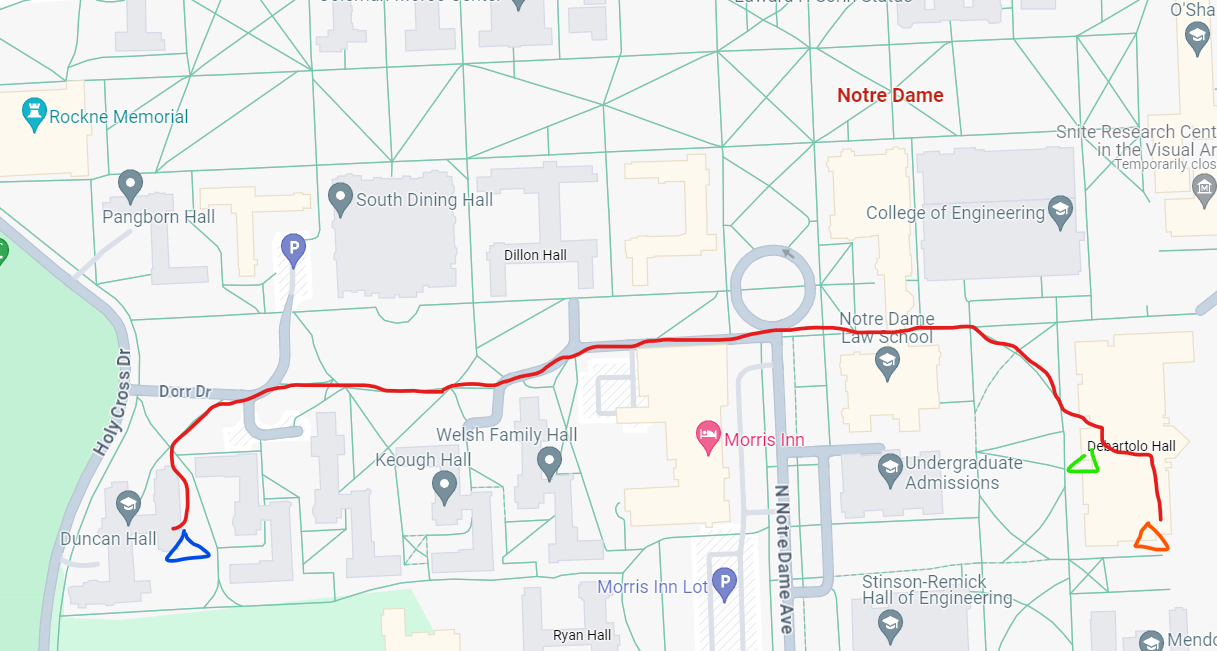 O'Sha
Notre Dame
Rockne Memorial
Snite Research Cent
in the Visual Ar
Temporarily clos
Pangborn Hall
P
South Dining Hall
College of Engineering
Dillon Hall
Notre Dame
Law School
Holy Cross Dr
Dorr Dr
Welsh Family Hall
Morris Inn
Debartolo Hall
Keough Hall
Undergraduate
Admissions
N Notre Dame Ave
Duncan Hall
Morris Inn Lot
P
Stinson-Remick
Hall of Engineering
Ryan Hall
Mendo